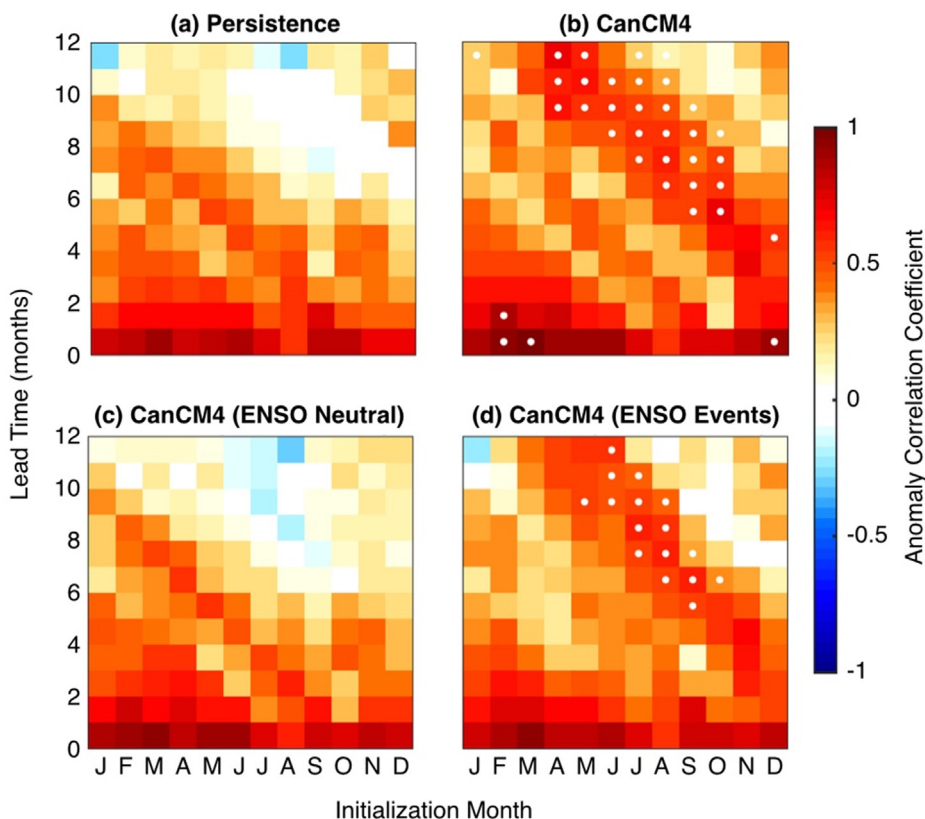 (a) Persistence
(b) CanCM4
12
10
8
6
4
2
0
(c) CanCM4 (ENSO Neutral)
(d) CanCM4 (ENSO Events)
12
10
8
6
4
2
0
J F M A M J J A S O N D
J F M A M J J A S O N D
Lead Time (months)
Initialization Month
1
0.5
0
-0.5
-1
Anomaly Correlation Coefficient